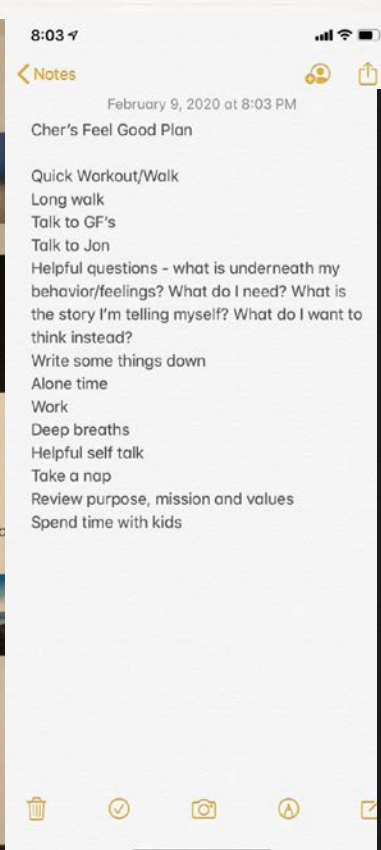 8:03
Notes
February 9, 2020 at 8:03 PM
Cher's Feel Good Plan
Quick Workout/Walk
Long walk
Talk to GF's
Talk to Jon
Helpful questions - what is underneath my
behavior/feelings? What do I need? What is
the story I'm telling myself? What do I want to
think instead?
Write some things down
Alone time
Work
Deep breaths
Helpful self talk
Take a nap
Review purpose, mission and values
Spend time with kids